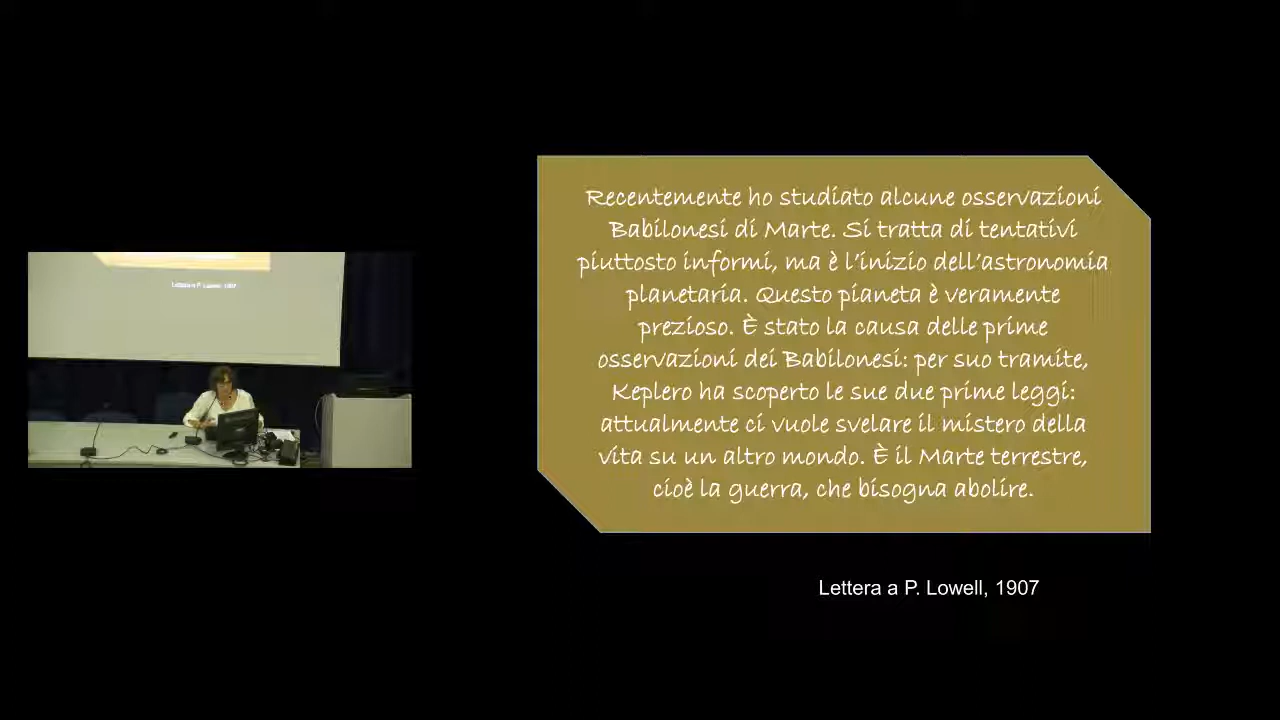 Recentemente ho studiato alcune osservazioni
Babilonesi di Marte. Si tratta di tentativi
piuttosto informi, ma è l'inizio dell'astronomia
planetaria. Questo pianeta è veramente
prezioso. È stato la causa delle prime
osservazioni dei Babilonesi: per suo tramite,
Keplero ha scoperto le sue due prime leggi:
attualmente ci vuole svelare il mistero della
vita su un altro mondo. È il Marte terrestre,
cioè la guerra, che bisogna abolire.
Lettera a P. Lowell, 1907
Lettera a P. Lowell, 1907